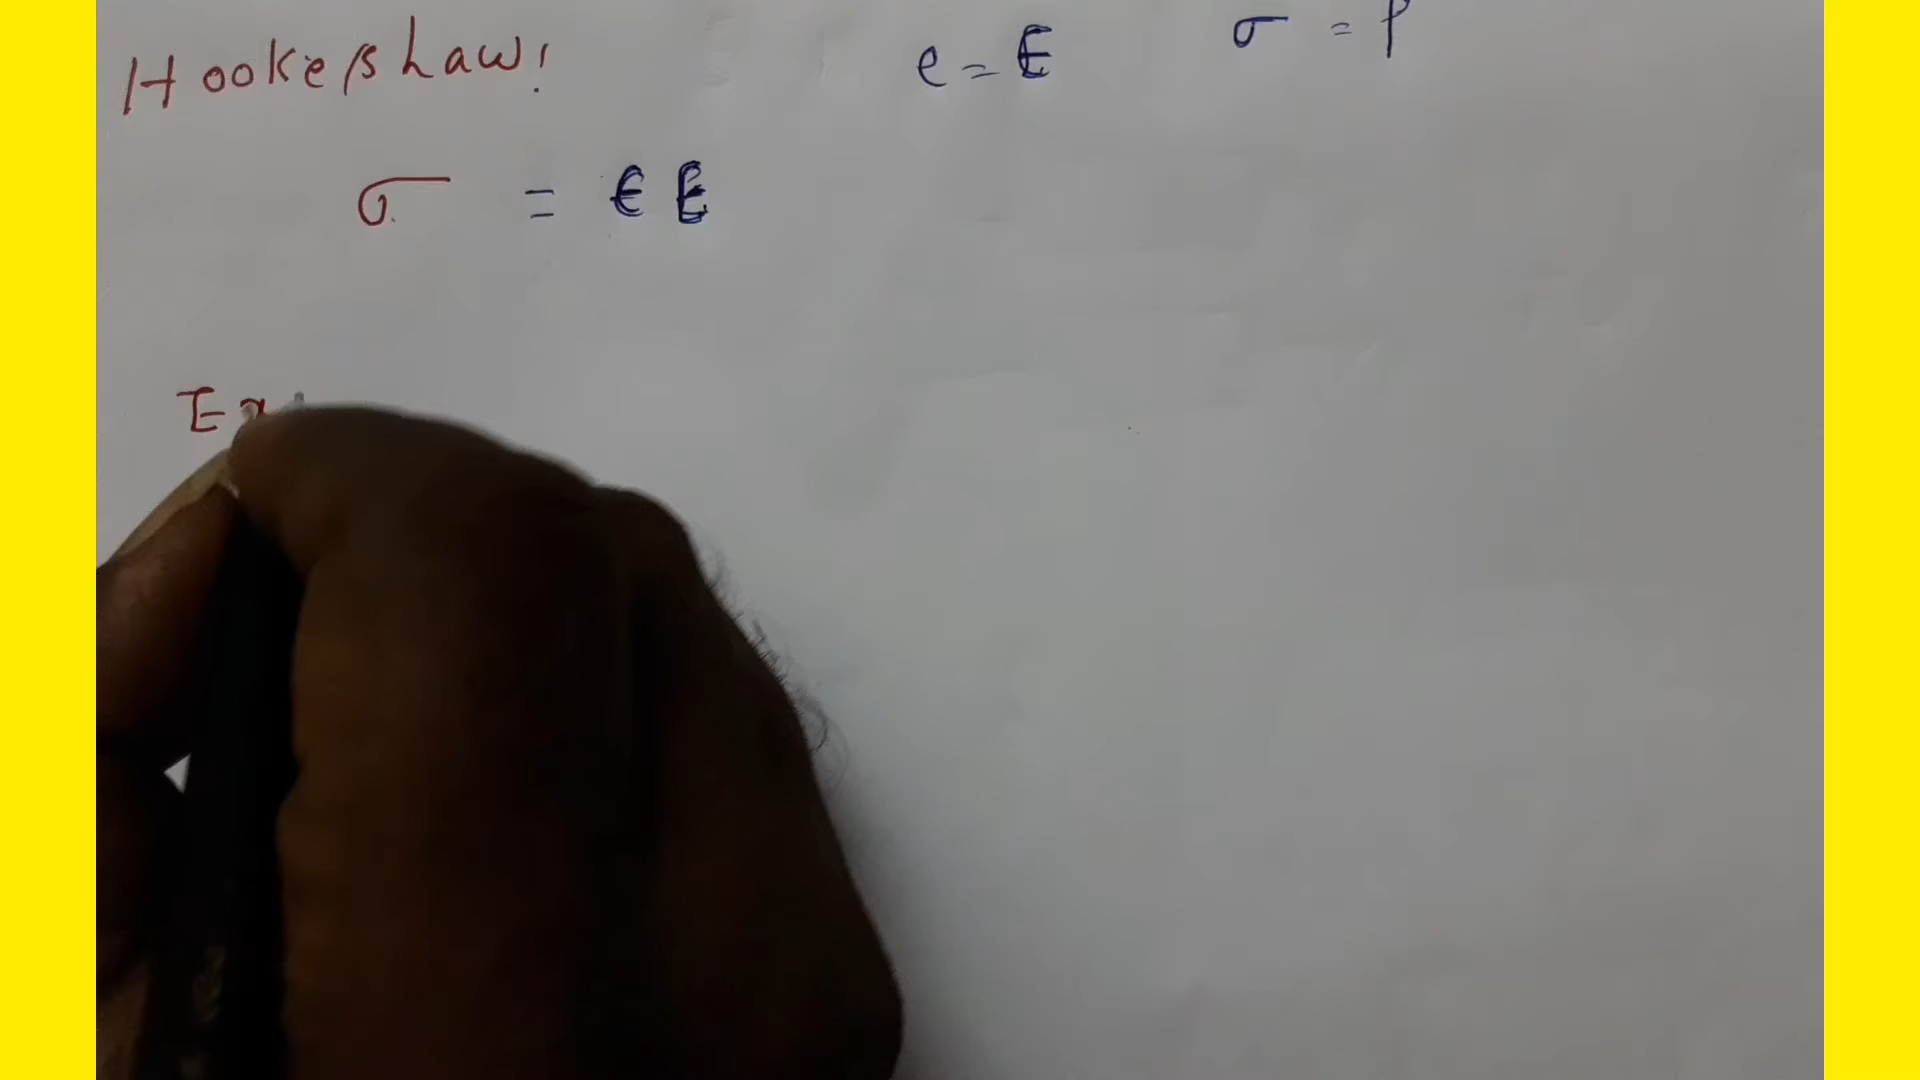 Hooke's Law:
e = E
σ = P
σ = ϵ E